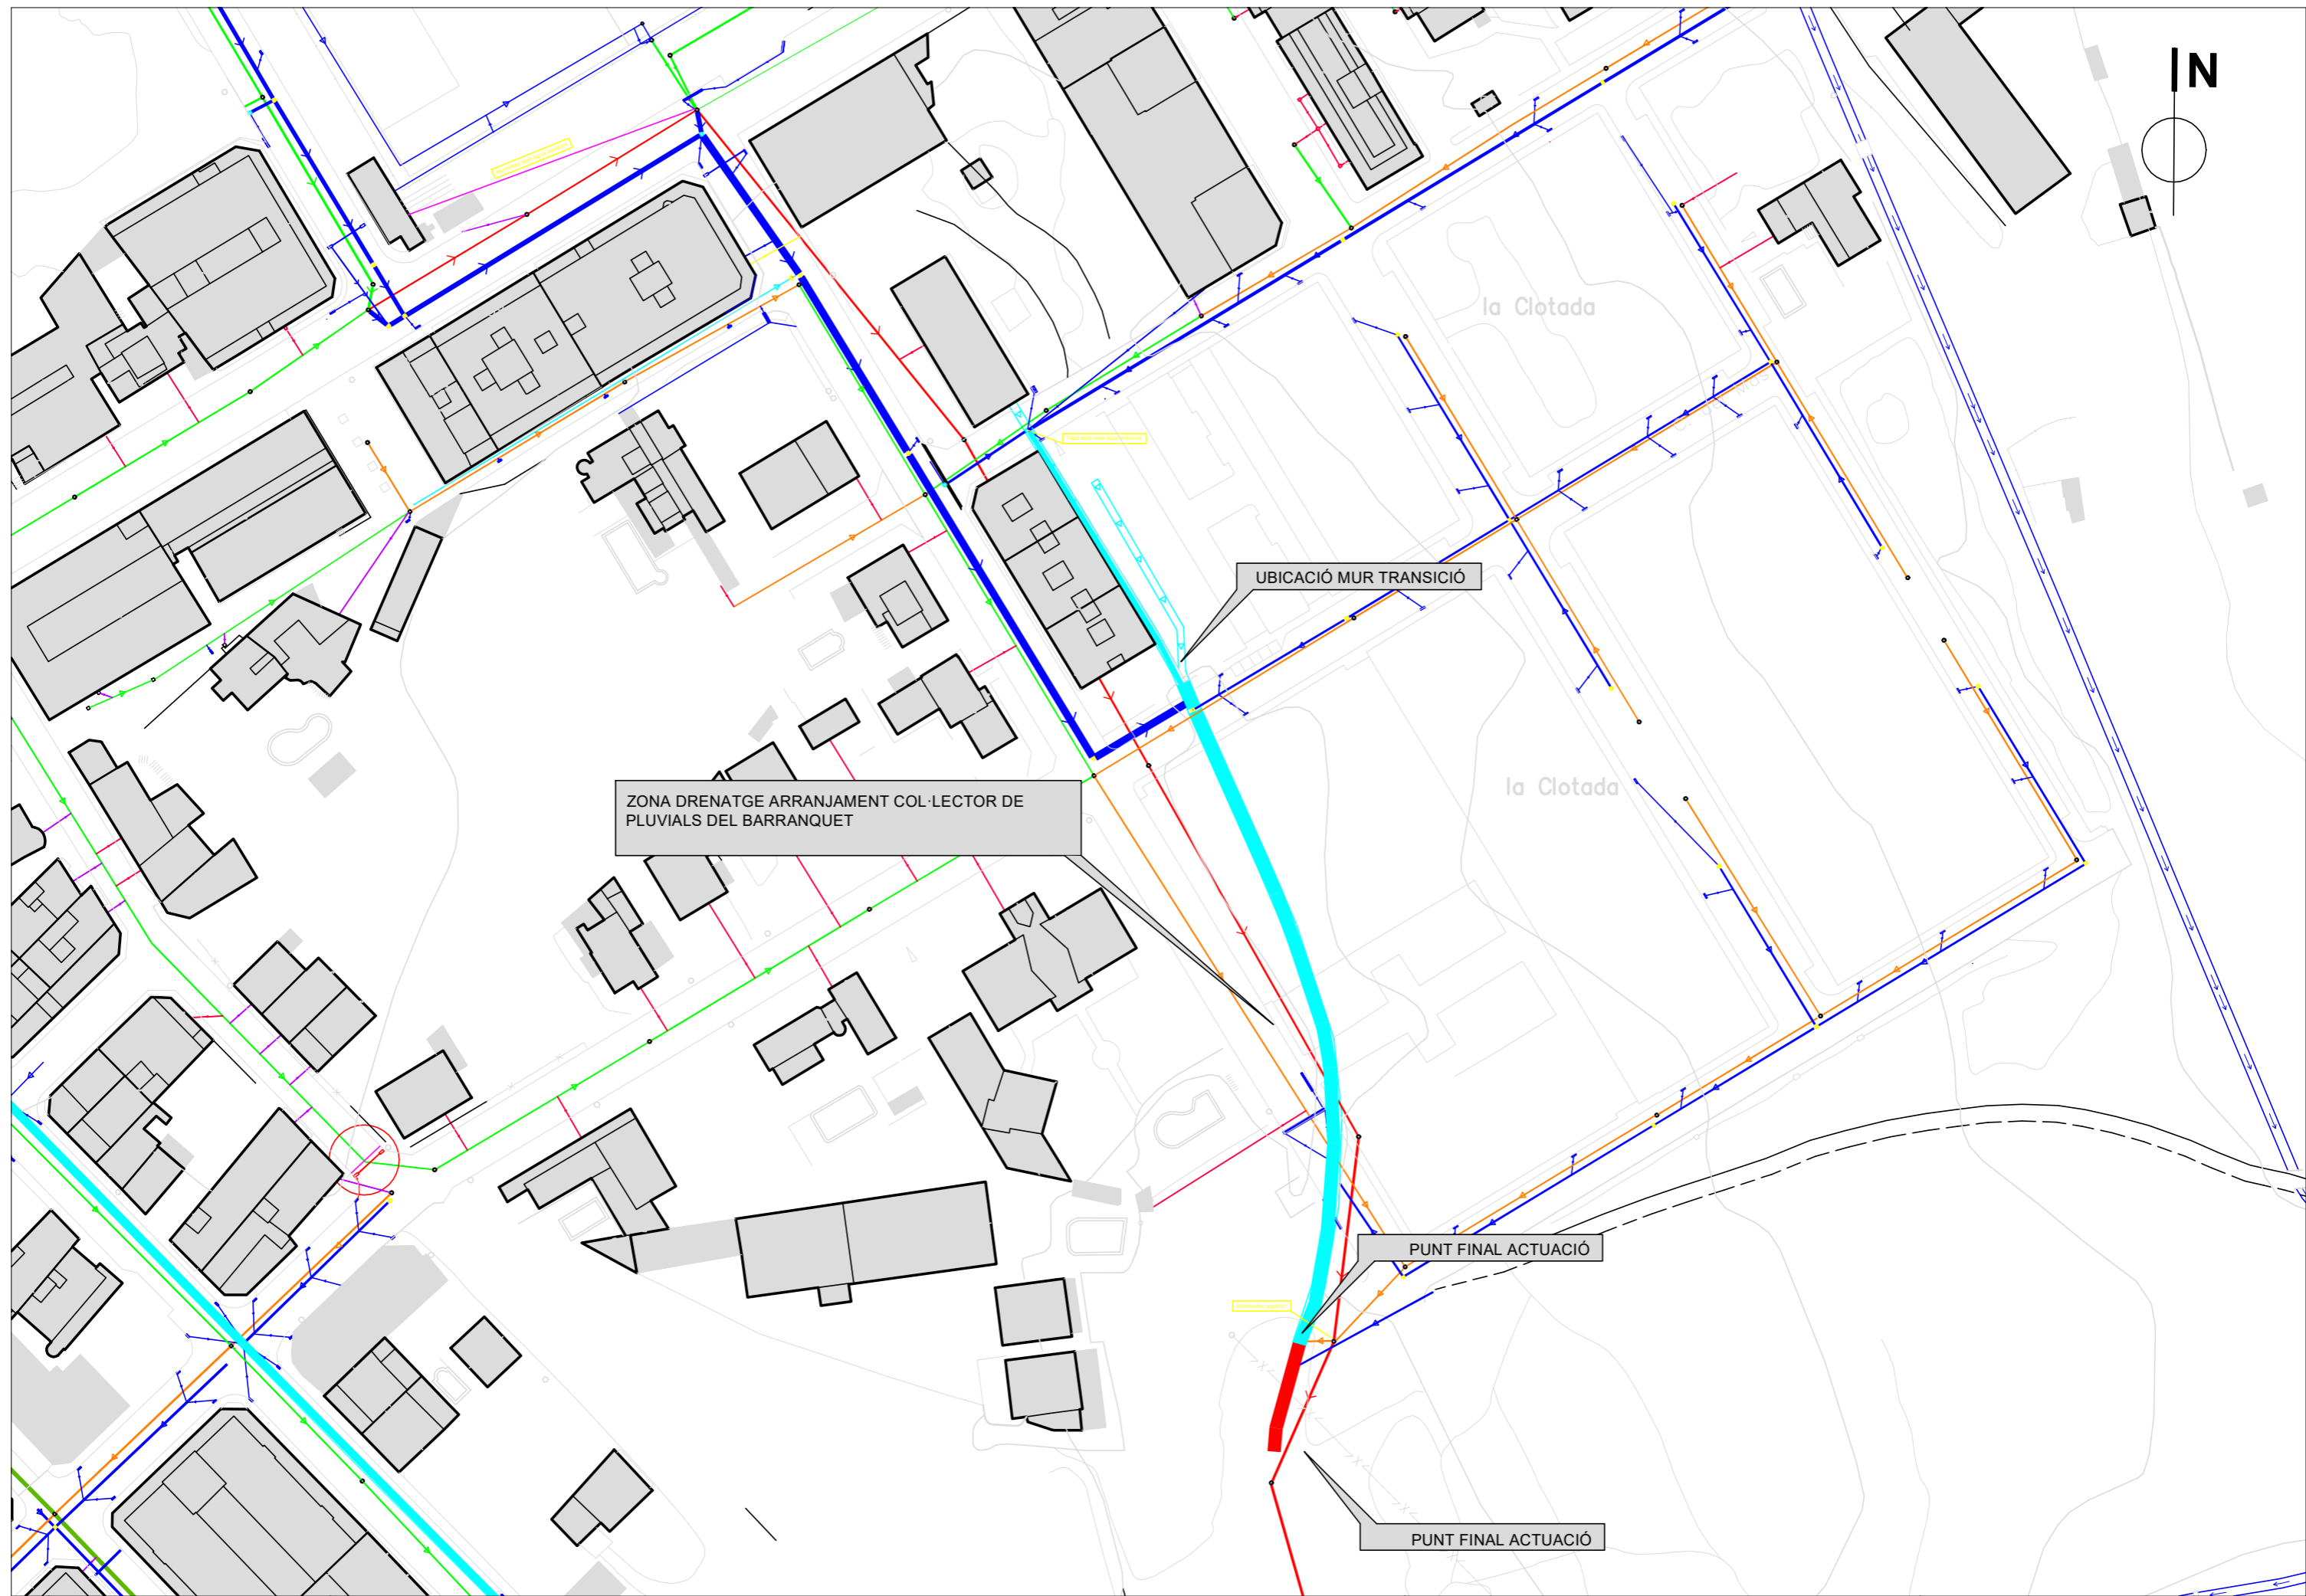 N
la Clotada
UBICACIÓ MUR TRANSICIÓ
la Clotada
ZONA DRENATGE ARRANJAMENT COL·LECTOR DE
PLUVIALS DEL BARRANQUET
PUNT FINAL ACTUACIÓ
PUNT FINAL ACTUACIÓ